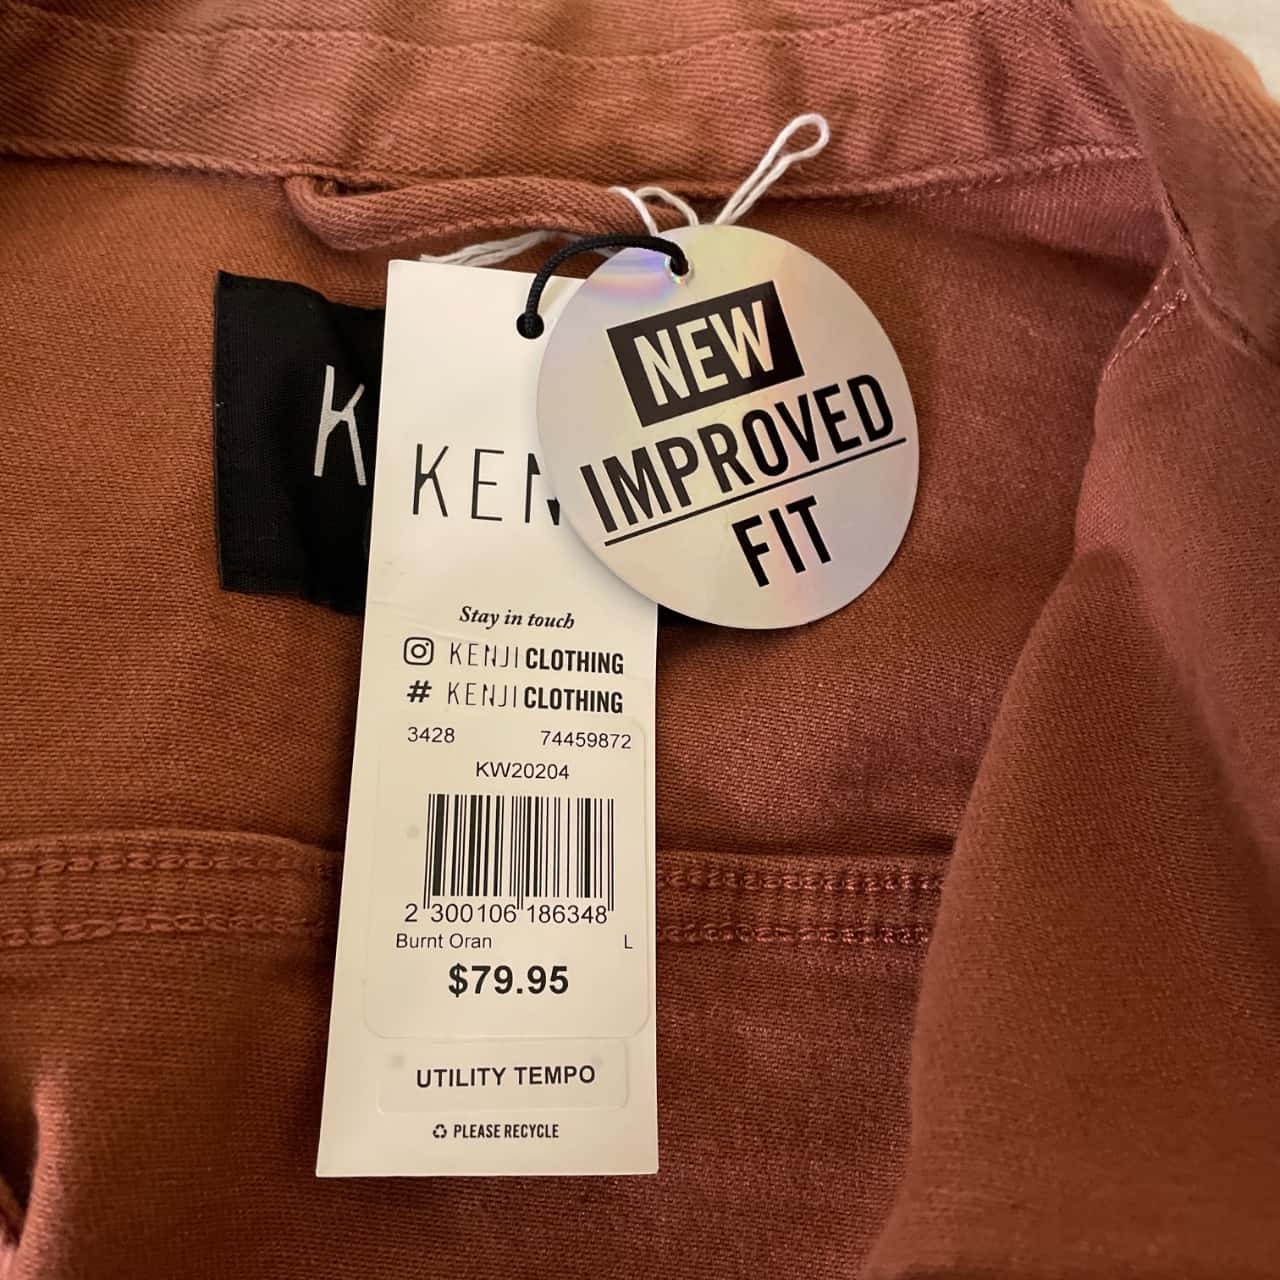 K
KEN
NEW
IMPROVED
FIT
Stay in touch
KENJI CLOTHING
# KENJI CLOTHING
3428 74459872
KW20204
2 300106 186348
Burnt Oran L
$79.95
UTILITY TEMPO
PLEASE RECYCLE